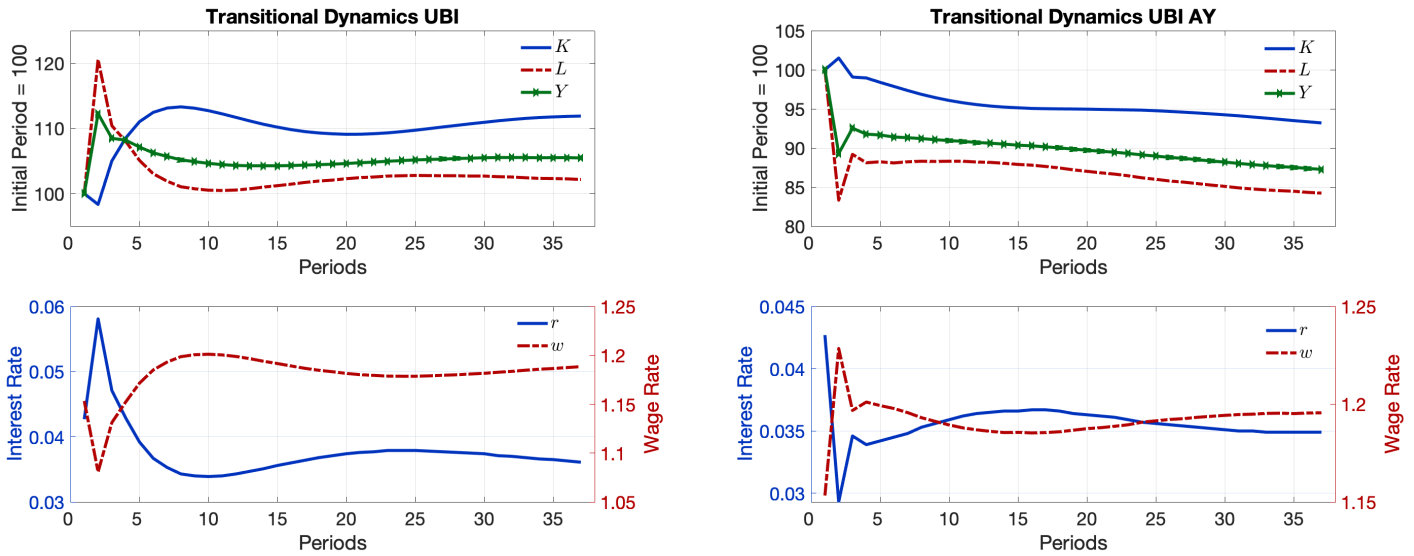 Transitional Dynamics UBI
Initial Period = 100
120
110
100
K
L
Y
0 5 10 15 20 25 30 35
Periods
Transitional Dynamics UBI AY
Initial Period = 100
105
100
95
90
85
80
K
L
Y
0 5 10 15 20 25 30 35
Periods
Interest Rate
0.06
0.05
0.04
0.03
r
w
1.25
1.2
1.15
1.1
1.05
Wage Rate
0 5 10 15 20 25 30 35
Periods
Interest Rate
0.045
0.04
0.035
0.03
r
w
1.25
1.2
1.15
Wage Rate
0 5 10 15 20 25 30 35
Periods